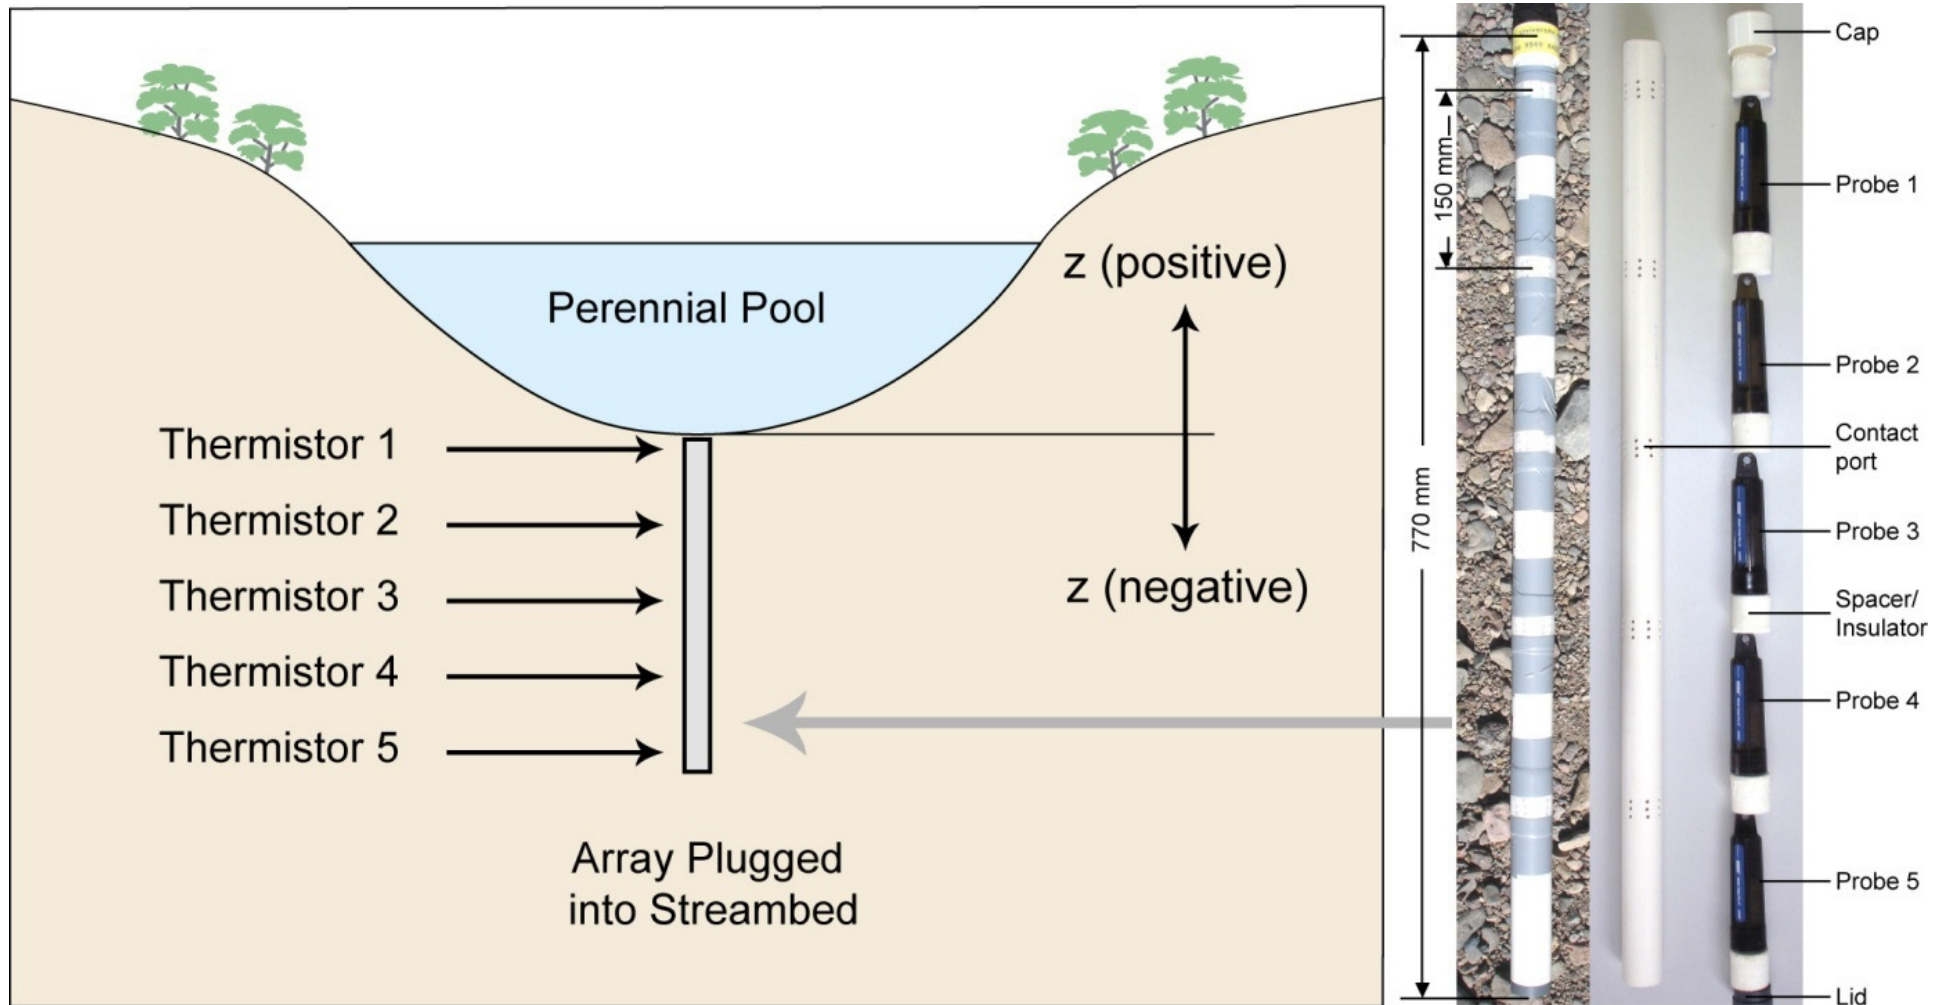 Perennial Pool
z (positive)
z (negative)
Thermistor 1
Thermistor 2
Thermistor 3
Thermistor 4
Thermistor 5
Array Plugged
into Streambed
770 mm
150 mm
Cap
Probe 1
Probe 2
Contact
port
Probe 3
Spacer/
Insulator
Probe 4
Probe 5
Lid